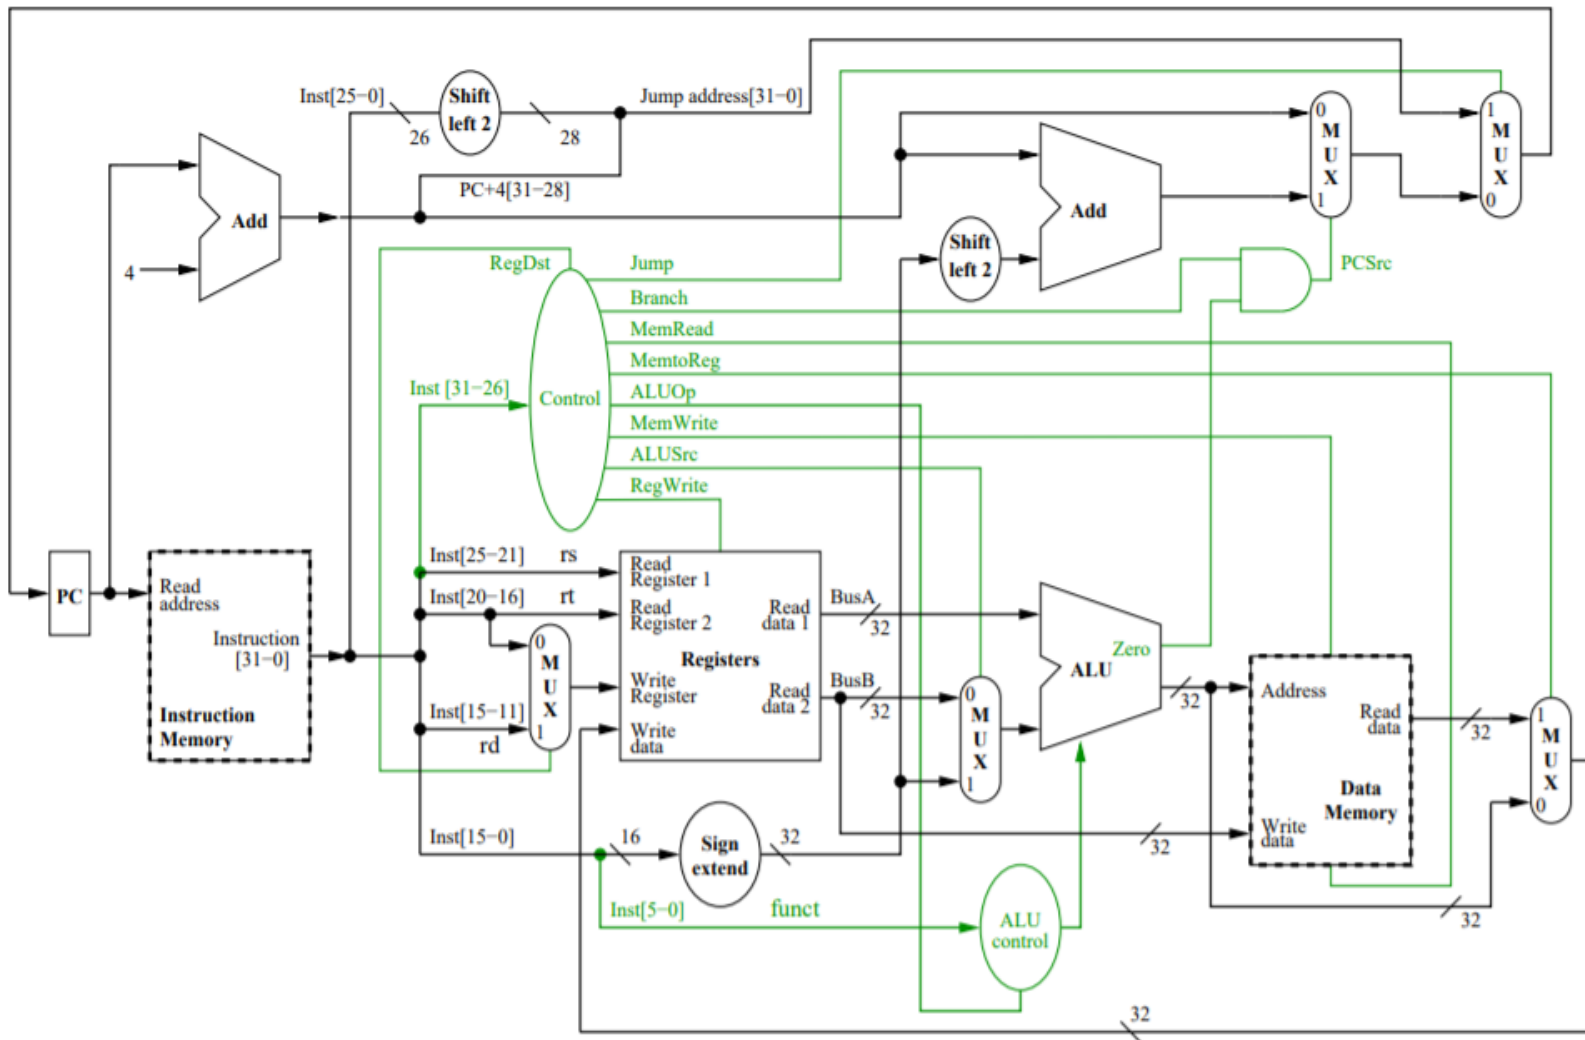 Inst[25−0]
26
Shift
left 2
28
Jump address[31−0]
PC+4[31−28]
Add
4
0
M
U
X
1
1
M
U
X
0
Add
Shift
left 2
PCSrc
RegDst
Jump
Branch
MemRead
MemtoReg
ALUOp
MemWrite
ALUSrc
RegWrite
Inst [31−26]
Control
PC
Read
address
Instruction
[31−0]
Instruction
Memory
Inst[25−21] rs
Inst[20−16] rt
Inst[15−11]
rd
0
M
U
X
1
Read
Register 1
Read
Register 2
Registers
Write
Register
Write
data
Read
data 1
Read
data 2
BusA
32
BusB
32
0
M
U
X
1
Zero
ALU
32
Address
Read
data
Data
Memory
Write
data
32
32
1
M
U
X
0
32
Inst[15−0]
16
Sign
extend
32
Inst[5−0]
funct
ALU
control
32